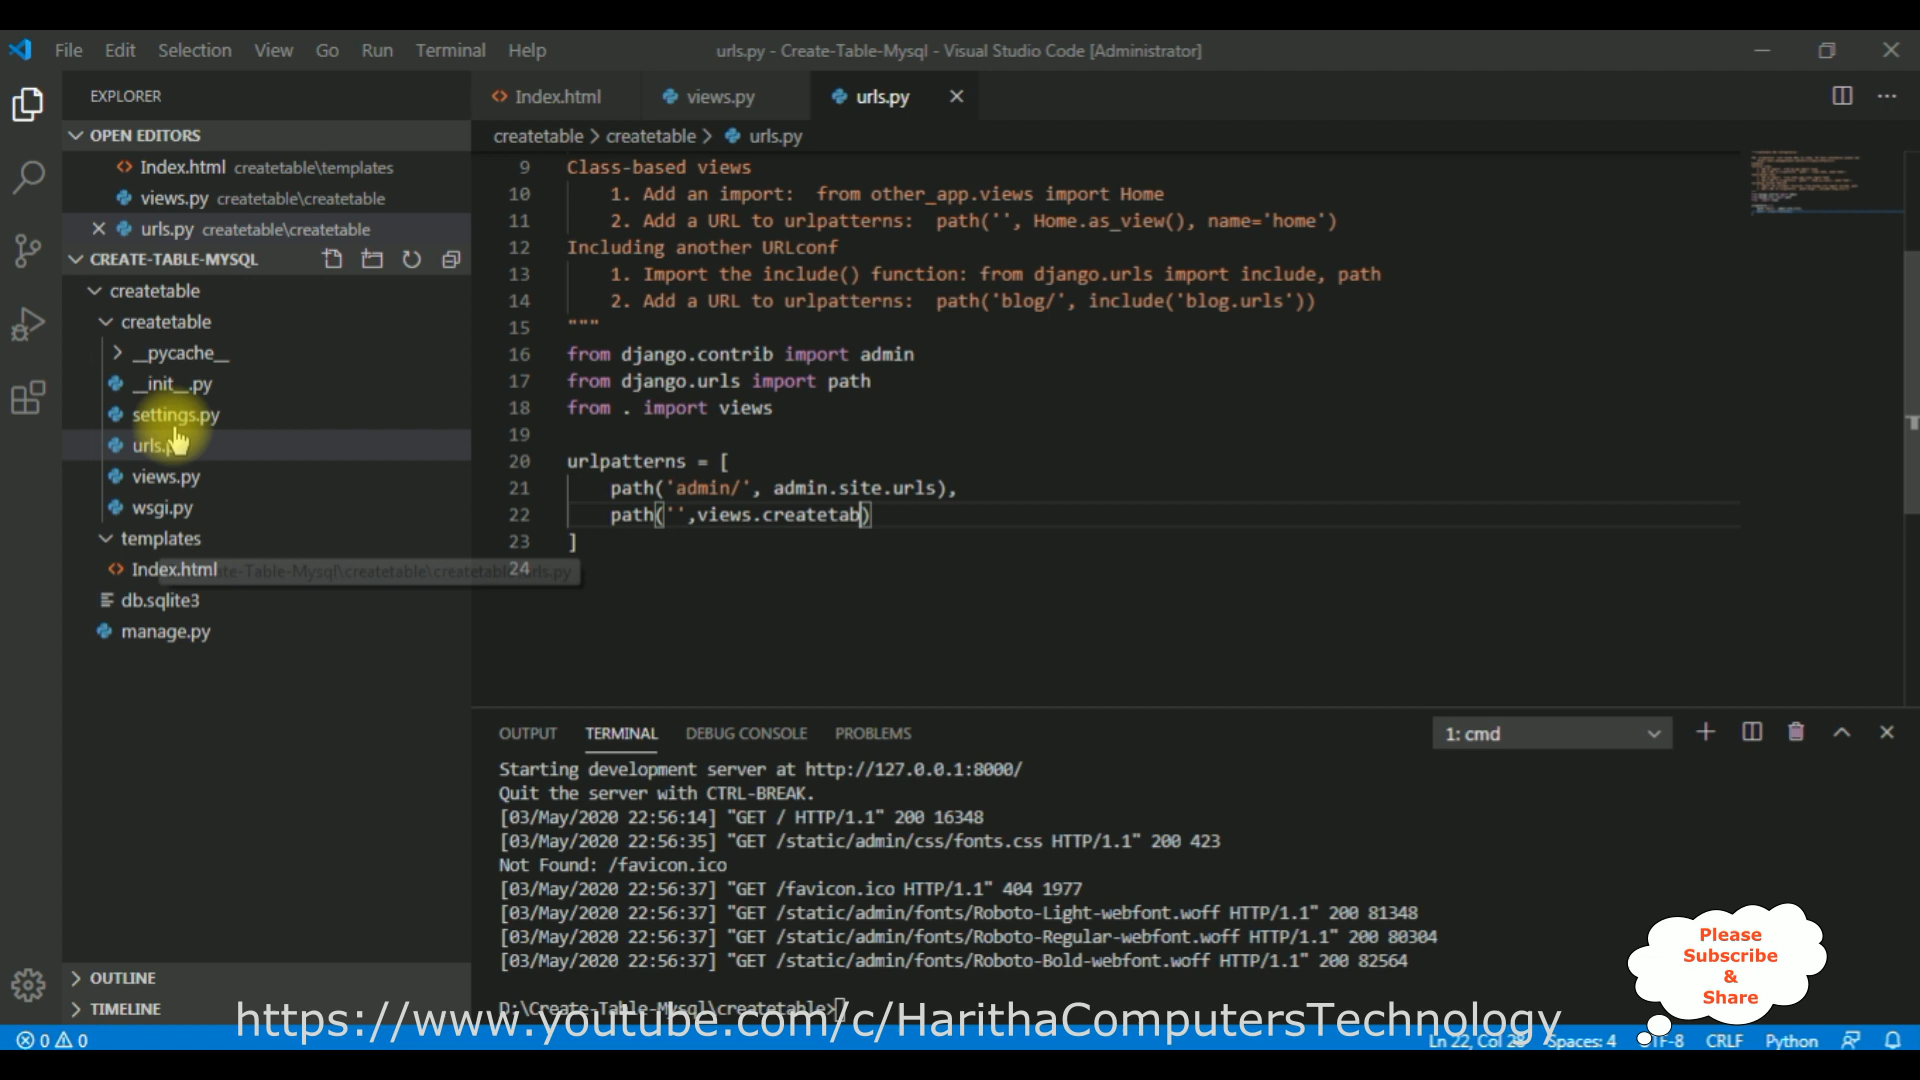 File Edit Selection View Go Run Terminal Help
urls.py - Create-Table-Mysql - Visual Studio Code [Administrator]
EXPLORER
OPEN EDITORS
Index.html createtable\templates
views.py createtable\createtable
urls.py createtable\createtable
CREATE-TABLE-MYSQL
createtable
createtable
__pycache__
__init__.py
settings.py
urls.py
views.py
wsgi.py
templates
Index.html
db.sqlite3
manage.py
OUTLINE
TIMELINE
Index.html views.py urls.py
createtable > createtable > urls.py
9 Class-based views
10 1. Add an import:  from other_app.views import Home
11 2. Add a URL to urlpatterns:  path('', Home.as_view(), name='home')
12 Including another URLconf
13 1. Import the include() function: from django.urls import include, path
14 2. Add a URL to urlpatterns:  path('blog/', include('blog.urls'))
15 """
16 from django.contrib import admin
17 from django.urls import path
18 from . import views
19
20 urlpatterns = [
21 path('admin/', admin.site.urls),
22 path('',views.createtab)
23 ]
24
OUTPUT TERMINAL DEBUG CONSOLE PROBLEMS
1: cmd
Starting development server at http://127.0.0.1:8000/
Quit the server with CTRL-BREAK.
[03/May/2020 22:56:14] "GET / HTTP/1.1" 200 16348
[03/May/2020 22:56:35] "GET /static/admin/css/fonts.css HTTP/1.1" 200 423
Not Found: /favicon.ico
[03/May/2020 22:56:37] "GET /favicon.ico HTTP/1.1" 404 1977
[03/May/2020 22:56:37] "GET /static/admin/fonts/Roboto-Light-webfont.woff HTTP/1.1" 200 81348
[03/May/2020 22:56:37] "GET /static/admin/fonts/Roboto-Regular-webfont.woff HTTP/1.1" 200 80304
[03/May/2020 22:56:37] "GET /static/admin/fonts/Roboto-Bold-webfont.woff HTTP/1.1" 200 82564
D:\Create-Table-Mysql\createtable>
https://www.youtube.com/c/HarithaComputersTechnology
Please
Subscribe
&
Share
0 0
Ln 22, Col 28 Spaces: 4 UTF-8 CRLF Python